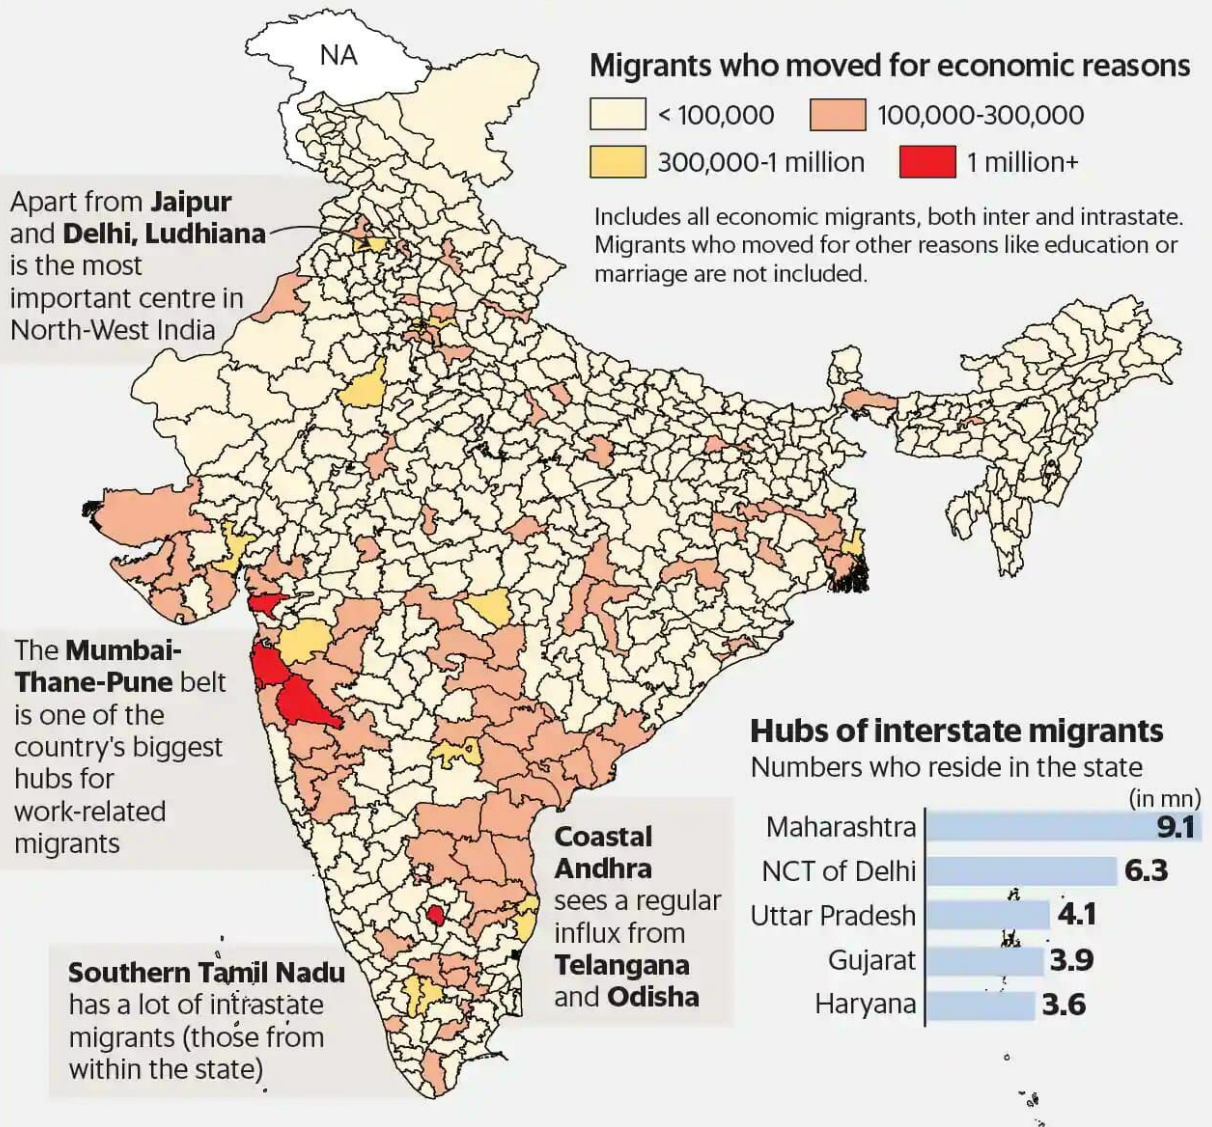 NA
Migrants who moved for economic reasons
< 100,000
100,000-300,000
300,000-1 million
1 million+
Includes all economic migrants, both inter and intrastate.
Migrants who moved for other reasons like education or
marriage are not included.
Apart from Jaipur
and Delhi, Ludhiana
is the most
important centre in
North-West India
The Mumbai-
Thane-Pune belt
is one of the
country's biggest
hubs for
work-related
migrants
Coastal
Andhra
sees a regular
influx from
Telangana
and Odisha
Southern Tamil Nadu
has a lot of intrastate
migrants (those from
within the state)
Hubs of interstate migrants
Numbers who reside in the state
(in mn)
Maharashtra 9.1
NCT of Delhi 6.3
Uttar Pradesh 4.1
Gujarat 3.9
Haryana 3.6